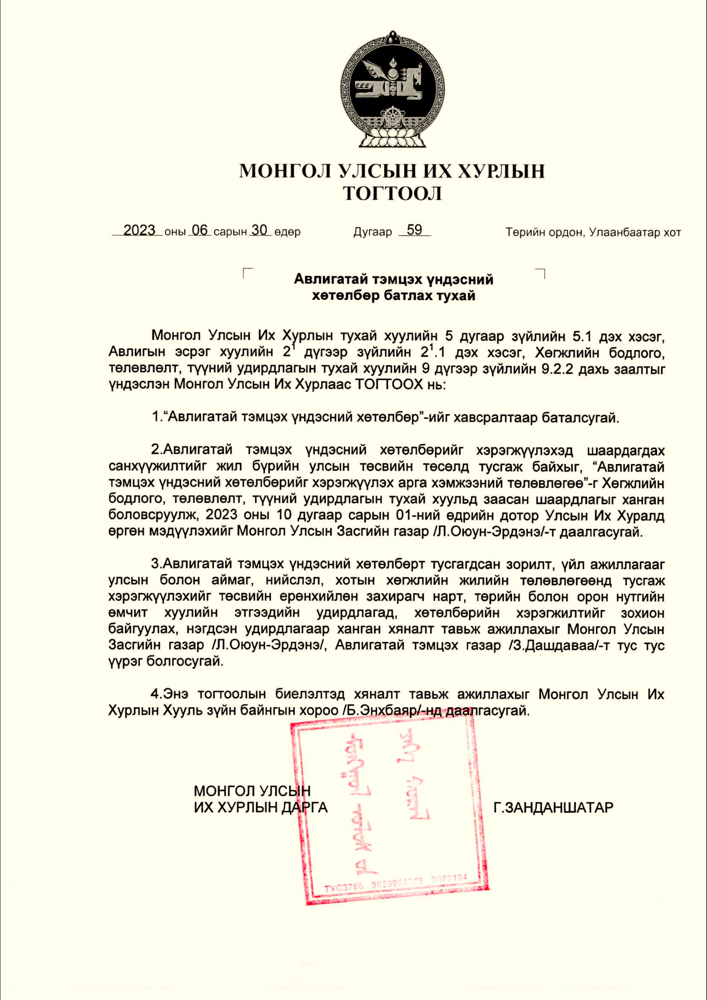 МОНГОЛ УЛСЫН ИХ ХУРЛЫН
ТОГТООЛ
2023 оны 06 сарын 30 өдөр Дугаар 59 Төрийн ордон, Улаанбаатар хот
Авлигатай тэмцэх үндэсний
хөтөлбөр батлах тухай
Монгол Улсын Их Хурлын тухай хуулийн 5 дугаар зүйлийн 5.1 дэх хэсэг,
Авлигын эсрэг хуулийн 2¹ дүгээр зүйлийн 2¹.1 дэх хэсэг, Хөгжлийн бодлого,
төлөвлөлт, түүний удирдлагын тухай хуулийн 9 дүгээр зүйлийн 9.2.2 дахь заалтыг
үндэслэн Монгол Улсын Их Хурлаас ТОГТООХ нь:
1.“Авлигатай тэмцэх үндэсний хөтөлбөр”-ийг хавсралтаар баталсугай.
2.Авлигатай тэмцэх үндэсний хөтөлбөрийг хэрэгжүүлэхэд шаардагдах
санхүүжилтийг жил бүрийн улсын төсвийн төсөлд тусгаж байхыг, “Авлигатай
тэмцэх үндэсний хөтөлбөрийг хэрэгжүүлэх арга хэмжээний төлөвлөгөө”-г Хөгжлийн
бодлого, төлөвлөлт, түүний удирдлагын тухай хуульд заасан шаардлагыг ханган
боловсруулж, 2023 оны 10 дугаар сарын 01-ний өдрийн дотор Улсын Их Хуралд
өргөн мэдүүлэхийг Монгол Улсын Засгийн газар /Л.Оюун-Эрдэнэ/-т даалгасугай.
3.Авлигатай тэмцэх үндэсний хөтөлбөрт тусгагдсан зорилт, үйл ажиллагааг
улсын болон аймаг, нийслэл, хотын хөгжлийн жилийн төлөвлөгөөнд тусгаж
хэрэгжүүлэхийг төсвийн ерөнхийлөн захирагч нарт, төрийн болон орон нутгийн
өмчит хуулийн этгээдийн удирдлагад, хөтөлбөрийн хэрэгжилтийг зохион
байгуулах, нэгдсэн удирдлагаар ханган хяналт тавьж ажиллахыг Монгол Улсын
Засгийн газар /Л.Оюун-Эрдэнэ/, Авлигатай тэмцэх газар /З.Дашдаваа/-т тус тус
үүрэг болгосугай.
4.Энэ тогтоолын биелэлтэд хяналт тавьж ажиллахыг Монгол Улсын Их
Хурлын Хууль зүйн байнгын хороо /Б.Энхбаяр/-нд даалгасугай.
МОНГОЛ УЛСЫН
ИХ ХУРЛЫН ДАРГА Г.ЗАНДАНШАТАР
ТУС3766 9087184